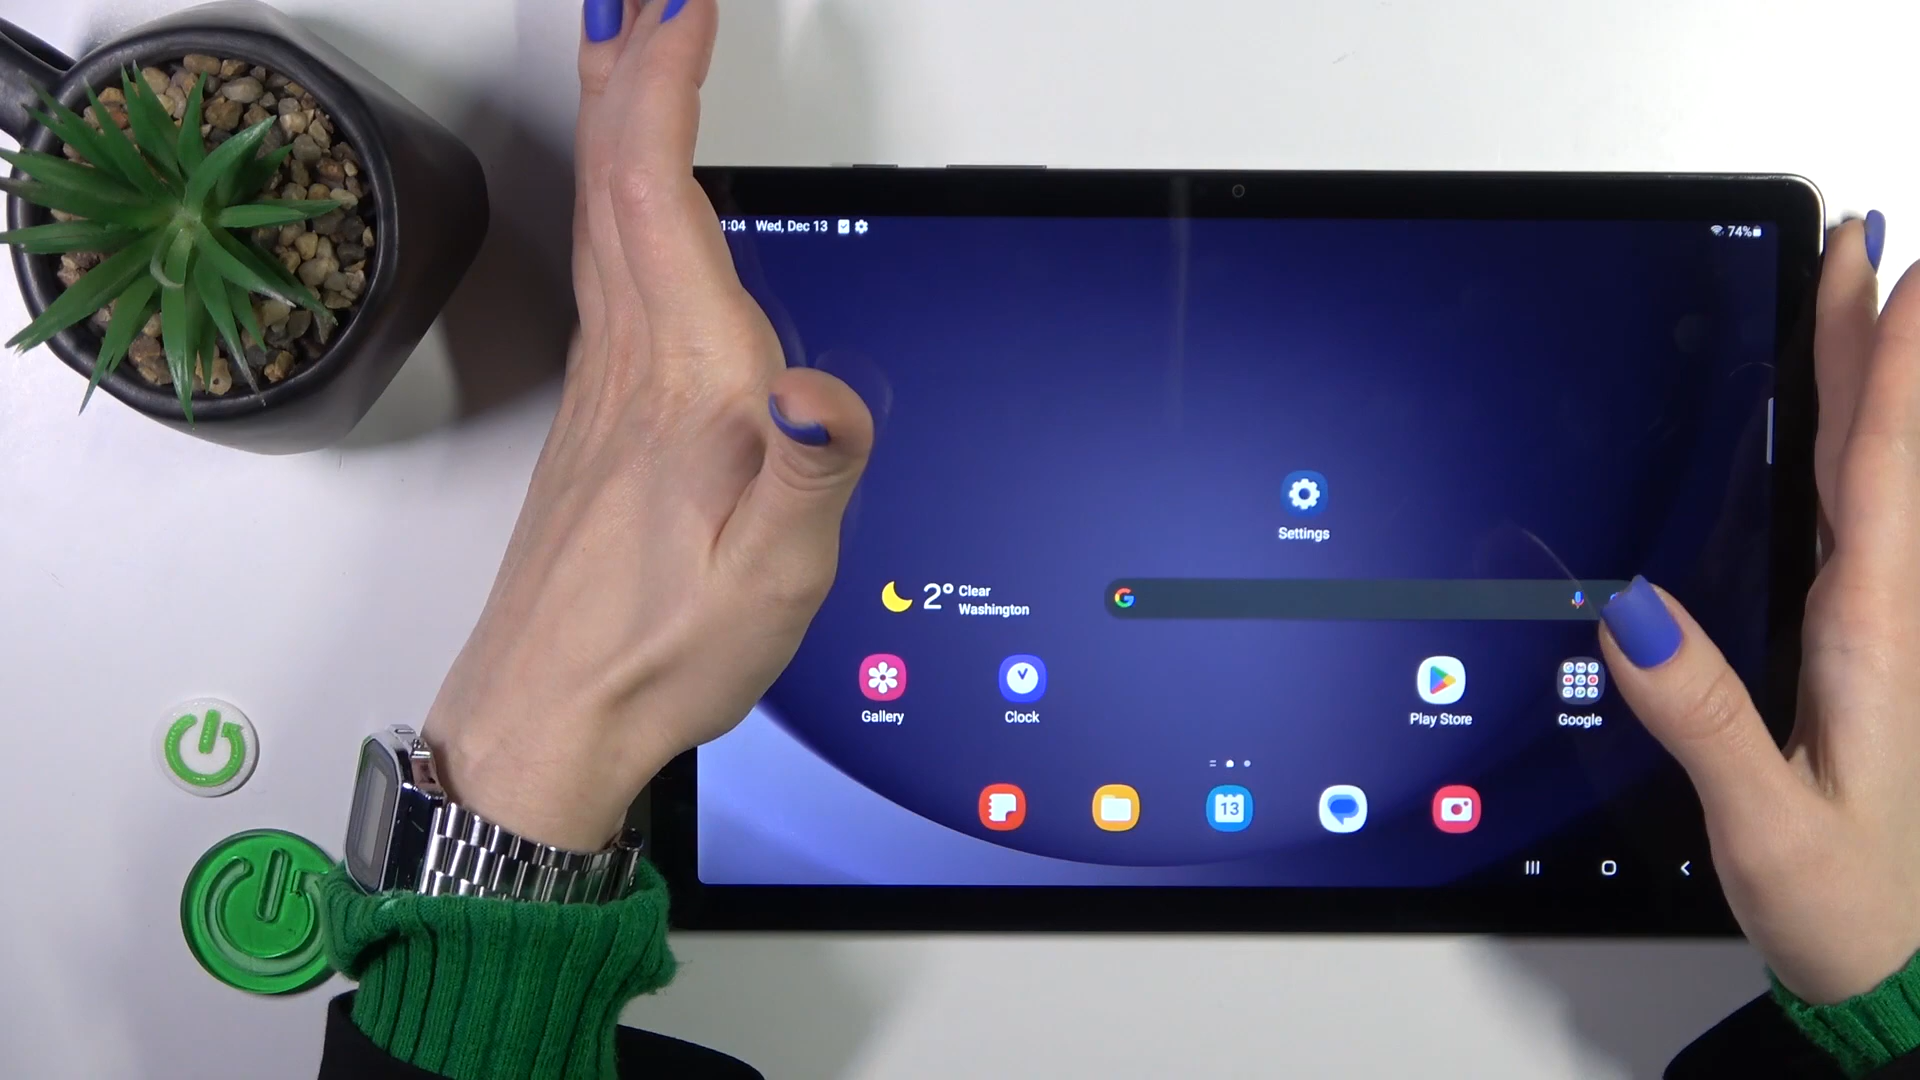 1:04 Wed, Dec 13
74%
Settings
2° Clear
Washington
Gallery
Clock
Play Store
Google
13